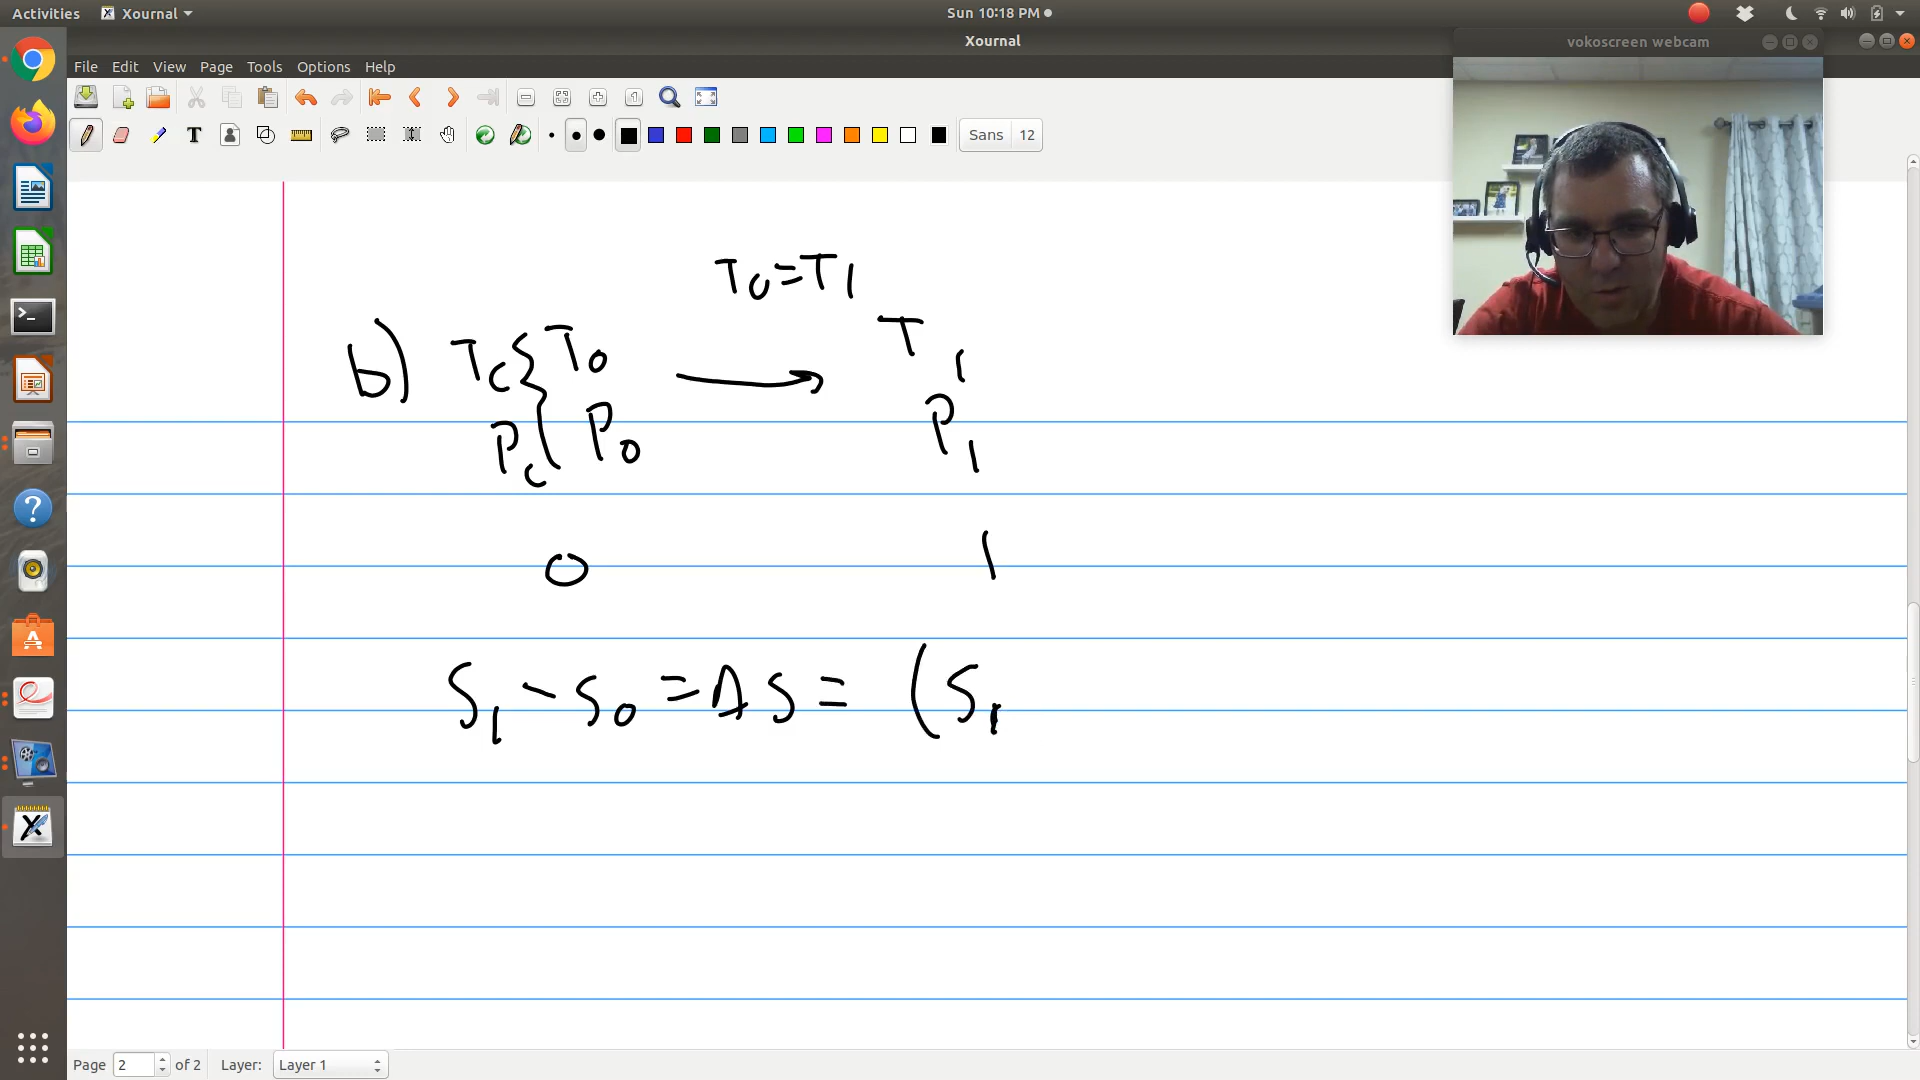 Activities Xournal Sun 10:18 PM
Xournal
vokoscreen webcam
File Edit View Page Tools Options Help
Sans 12
T0=T1
b) Tc { T0 → T1
Pc P0 P1
0 1
S1 - S0 = ΔS = (S1
Page 2 of 2 Layer: Layer 1